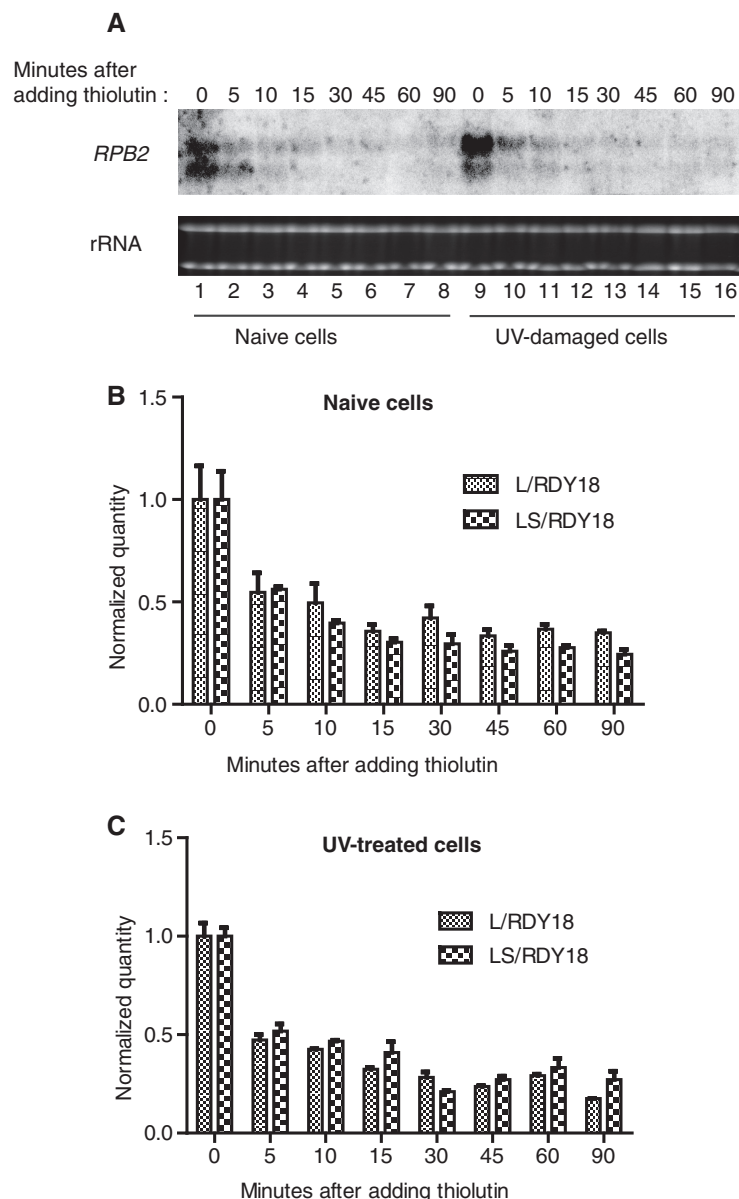 A
Minutes after
adding thiolutin : 0 5 10 15 30 45 60 90 0 5 10 15 30 45 60 90
RPB2
rRNA
1 2 3 4 5 6 7 8 9 10 11 12 13 14 15 16
Naive cells UV-damaged cells
B
Naive cells
1.5
1.0
0.5
0.0
Normalized quantity
L/RDY18
LS/RDY18
0 5 10 15 30 45 60 90
Minutes after adding thiolutin
C
UV-treated cells
1.5
1.0
0.5
0.0
Normalized quantity
L/RDY18
LS/RDY18
0 5 10 15 30 45 60 90
Minutes after adding thiolutin